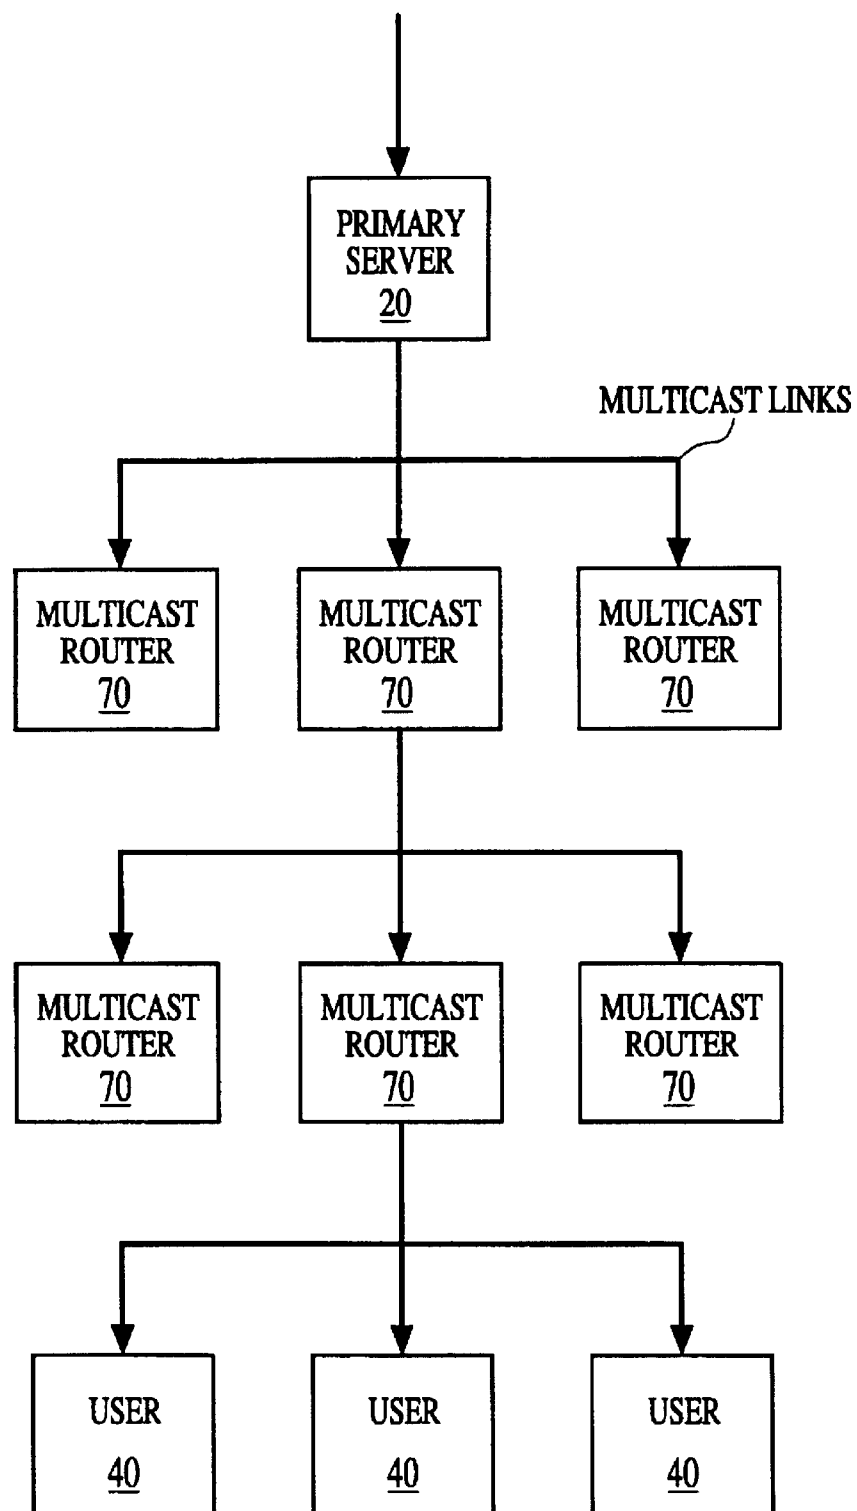 PRIMARY
SERVER
20
MULTICAST LINKS
MULTICAST
ROUTER
70
MULTICAST
ROUTER
70
MULTICAST
ROUTER
70
MULTICAST
ROUTER
70
MULTICAST
ROUTER
70
MULTICAST
ROUTER
70
USER
40
USER
40
USER
40